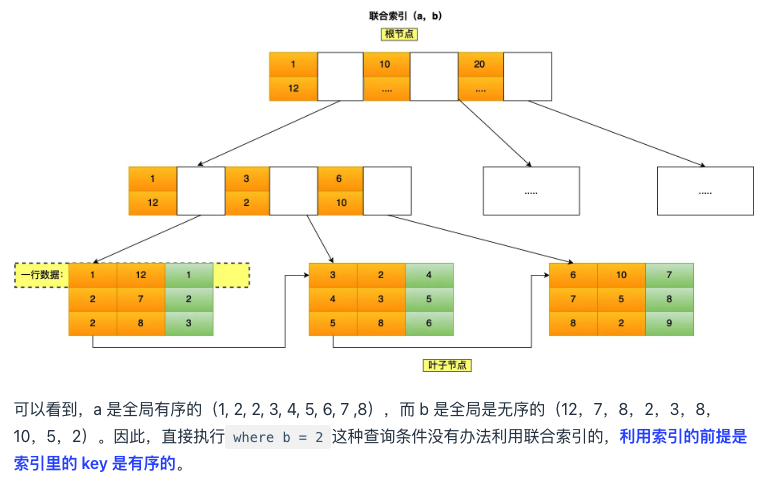 联合索引（a，b）
根节点
1 10 20
12 .... ....
1 3 6
12 2 10
..... .....
一行数据： 1 12 1 3 2 4 6 10 7
2 7 2 4 3 5 7 5 8
2 8 3 5 8 6 8 2 9
叶子节点
可以看到，a 是全局有序的（1, 2, 2, 3, 4, 5, 6, 7 ,8），而 b 是全局是无序的（12，7，8，2，3，8，
10，5，2）。因此，直接执行 where b = 2 这种查询条件没有办法利用联合索引的，利用索引的前提是
索引里的 key 是有序的。